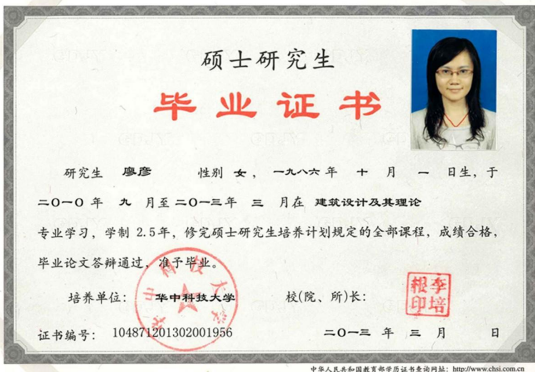 硕士研究生
毕业证书
研究生 廖彦 性别 女，一九八六 年 十 月 一 日生，于
二〇一〇 年 九 月至 二〇一三 年 三 月在 建筑设计及其理论
专业学习，学制 2.5年，修完硕士研究生培养计划规定的全部课程，成绩合格，
毕业论文答辩通过，准予毕业。
培养单位：华中科技大学 校(院、所)长：
华中科技大学
李培根印
证书编号：104871201302001956 二〇一三 年 三 月 日
中华人民共和国教育部学历证书查询网址：http://www.chsi.com.cn